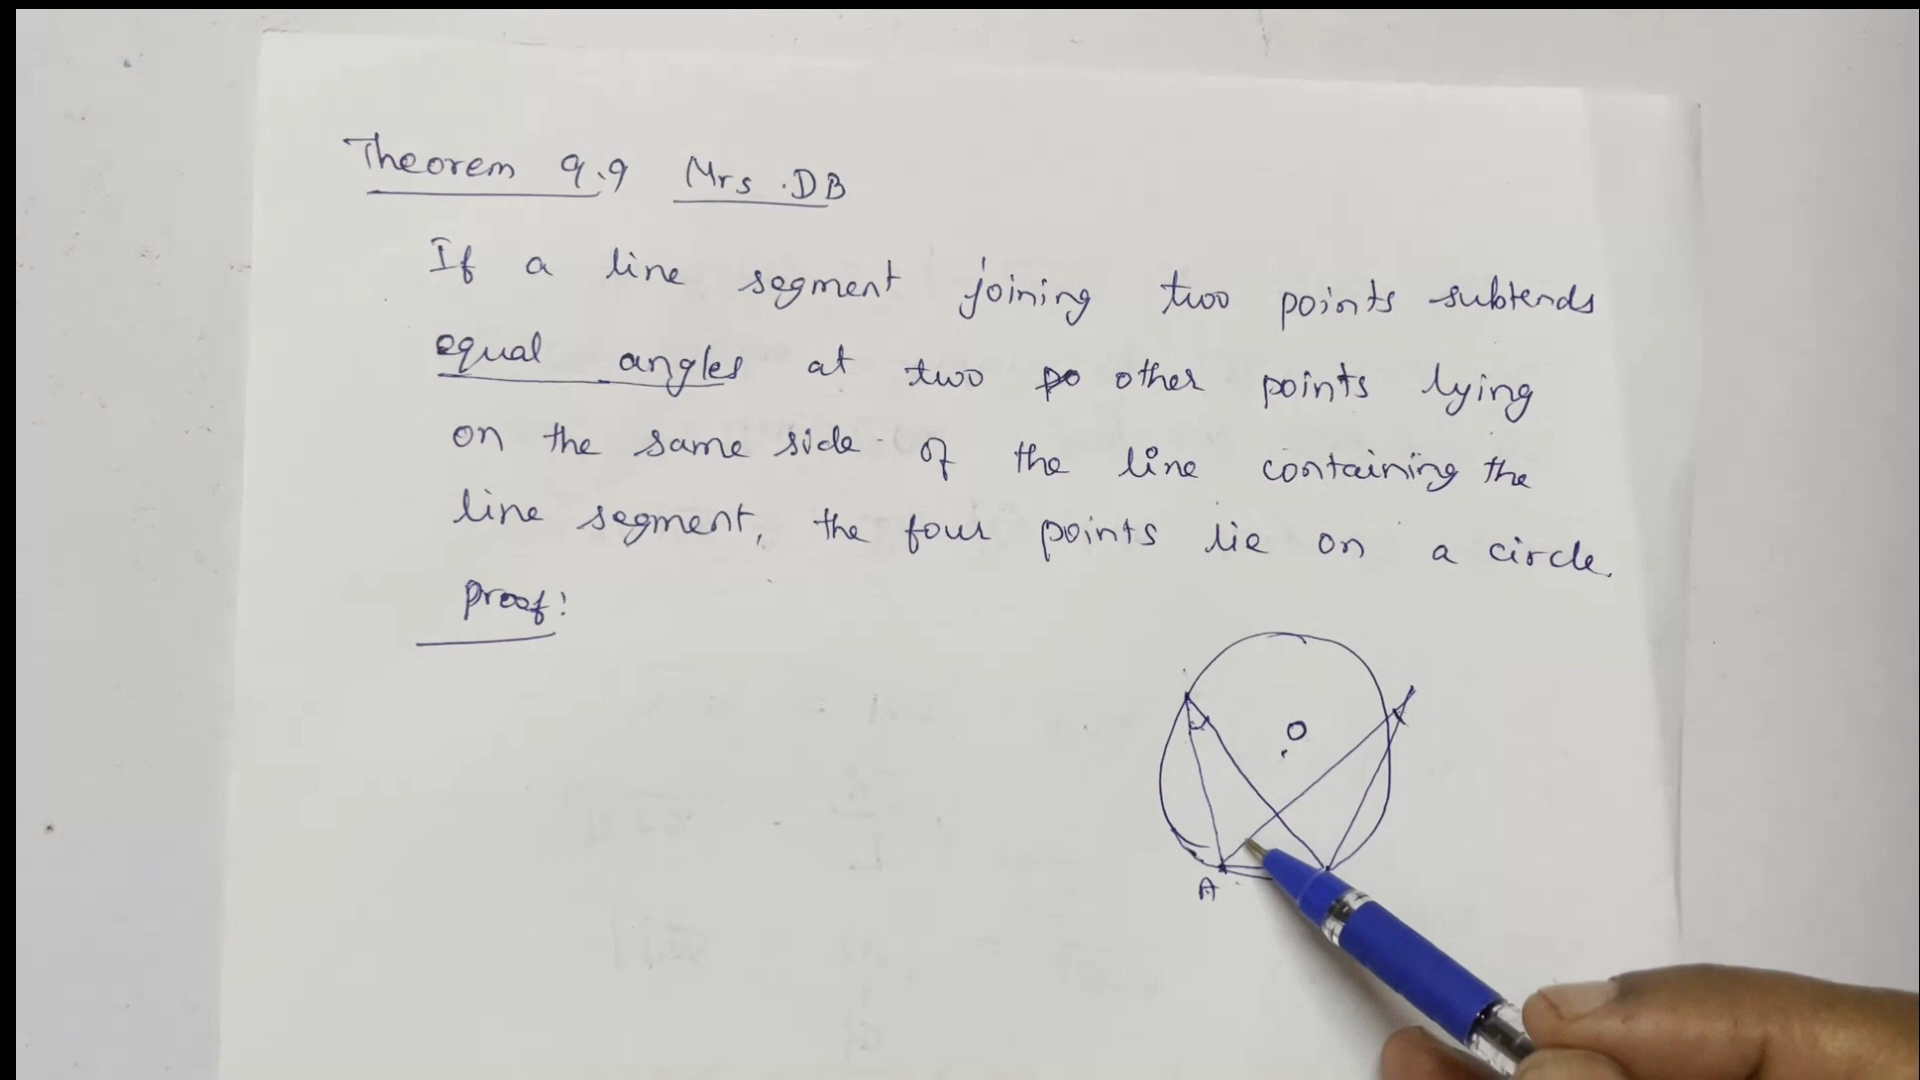 Theorem 9.9 Mrs.DB
If a line segment joining two points subtends
equal angles at two other points lying
on the same side of the line containing the
line segment, the four points lie on a circle.
Proof:
O
A